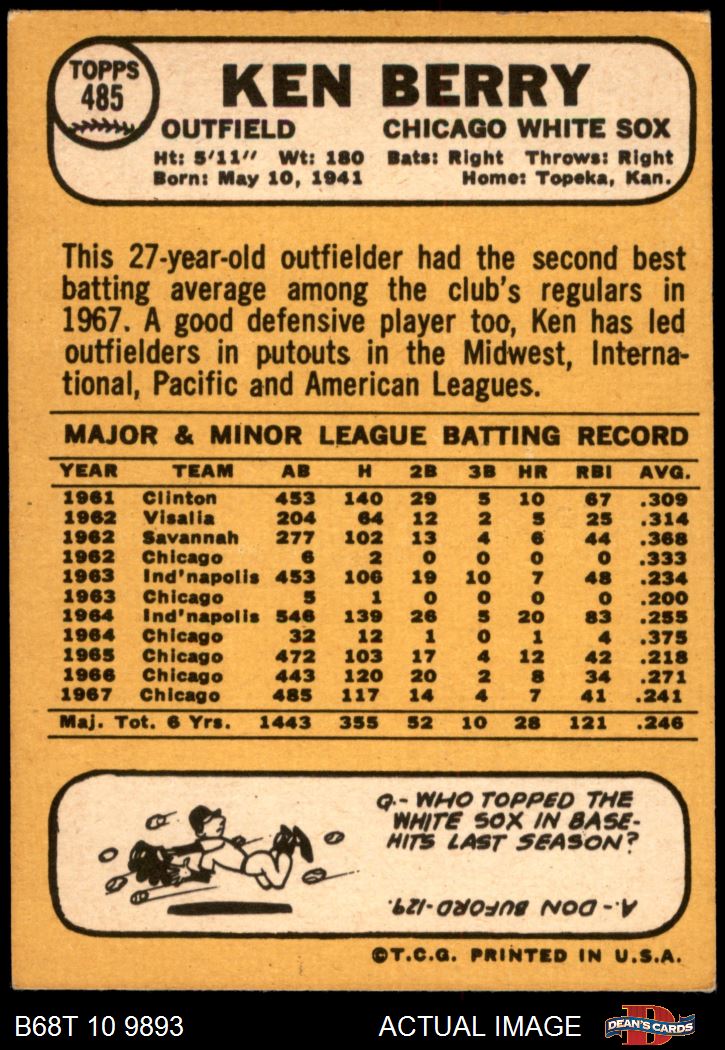 TOPPS
485
KEN BERRY
OUTFIELD CHICAGO WHITE SOX
Ht: 5'11" Wt: 180 Bats: Right Throws: Right
Born: May 10, 1941 Home: Topeka, Kan.
This 27-year-old outfielder had the second best
batting average among the club's regulars in
1967. A good defensive player too, Ken has led
outfielders in putouts in the Midwest, Interna-
tional, Pacific and American Leagues.
MAJOR & MINOR LEAGUE BATTING RECORD
YEAR TEAM AB H 2B 3B HR RBI AVG.
1961 Clinton 453 140 29 5 10 67 .309
1962 Visalia 204 64 12 2 5 25 .314
1962 Savannah 277 102 13 4 6 44 .368
1962 Chicago 6 2 0 0 0 0 .333
1963 Ind'napolis 453 106 19 10 7 48 .234
1963 Chicago 5 1 0 0 0 0 .200
1964 Ind'napolis 546 139 26 5 20 83 .255
1964 Chicago 32 12 1 0 1 4 .375
1965 Chicago 472 103 17 4 12 42 .218
1966 Chicago 443 120 20 2 8 34 .271
1967 Chicago 485 117 14 4 7 41 .241
Maj. Tot. 6 Yrs. 1443 355 52 10 28 121 .246
Q.- WHO TOPPED THE
WHITE SOX IN BASE-
HITS LAST SEASON?
A.- DON BUFORD-129.
©T.C.G. PRINTED IN U.S.A.
B68T 10 9893 ACTUAL IMAGE DEAN'S CARDS